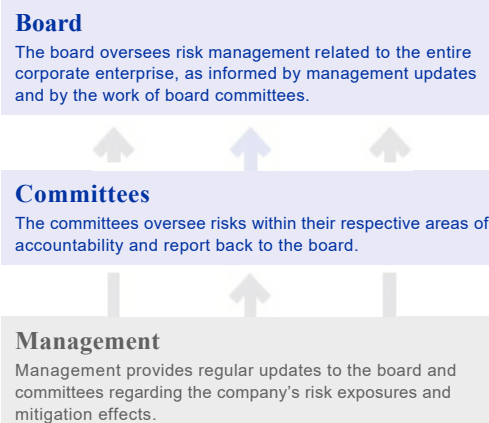 Board
The board oversees risk management related to the entire
corporate enterprise, as informed by management updates
and by the work of board committees.
Committees
The committees oversee risks within their respective areas of
accountability and report back to the board.
Management
Management provides regular updates to the board and
committees regarding the company’s risk exposures and
mitigation effects.